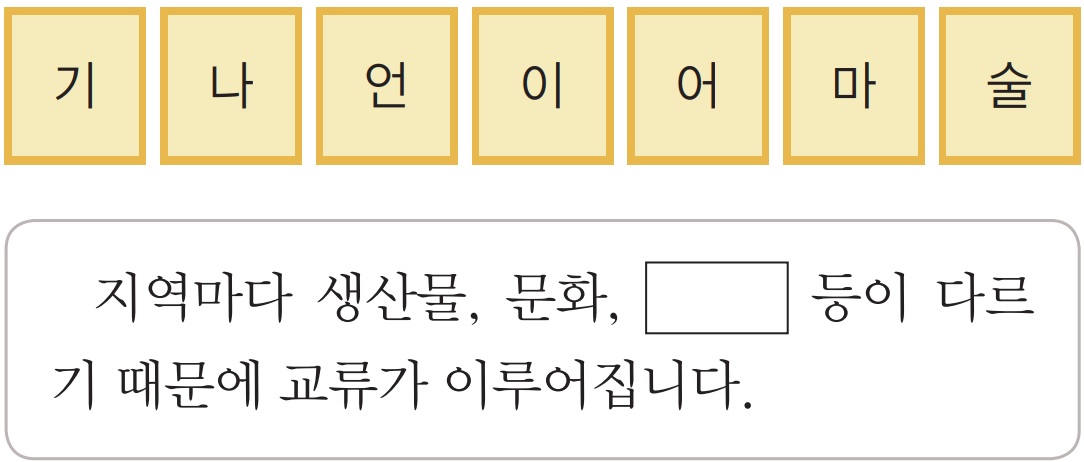 기 나 언 이 어 마 술
지역마다 생산물, 문화, 등이 다르
기 때문에 교류가 이루어집니다.